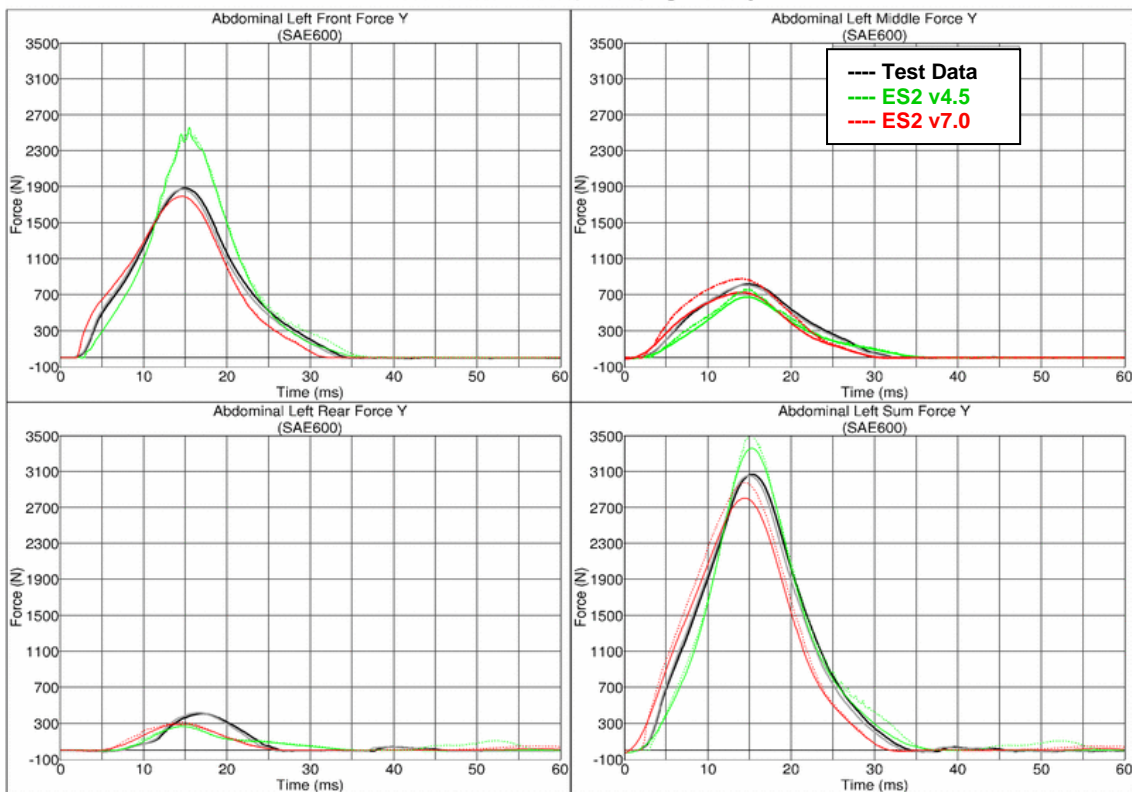 Abdominal Left Front Force Y
(SAE600)
3500
3100
2700
2300
1900
1500
1100
700
300
-100
Force (N)
0 10 20 30 40 50 60
Time (ms)
Abdominal Left Middle Force Y
(SAE600)
---- Test Data
---- ES2 v4.5
---- ES2 v7.0
3500
3100
2700
2300
1900
1500
1100
700
300
-100
Force (N)
0 10 20 30 40 50 60
Time (ms)
Abdominal Left Rear Force Y
(SAE600)
3500
3100
2700
2300
1900
1500
1100
700
300
-100
Force (N)
0 10 20 30 40 50 60
Time (ms)
Abdominal Left Sum Force Y
(SAE600)
3500
3100
2700
2300
1900
1500
1100
700
300
-100
Force (N)
0 10 20 30 40 50 60
Time (ms)